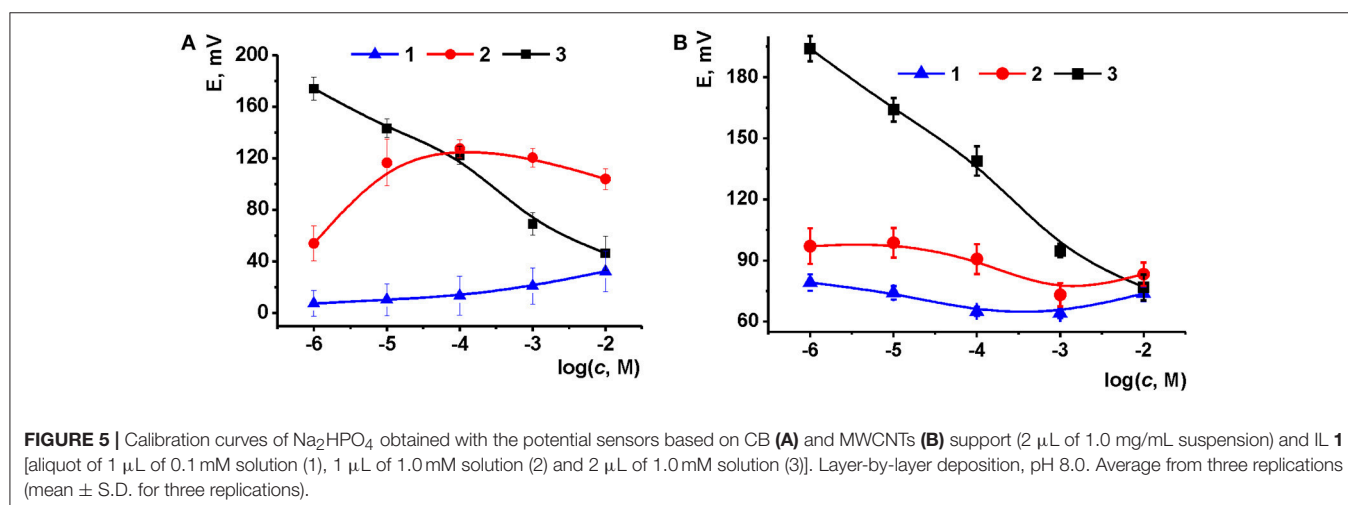 A
E, mV
1 2 3
200
160
120
80
40
0
-6 -5 -4 -3 -2
log(c, M)
B
E, mV
1 2 3
180
150
120
90
60
-6 -5 -4 -3 -2
log(c, M)
FIGURE 5 | Calibration curves of Na₂HPO₄ obtained with the potential sensors based on CB (A) and MWCNTs (B) support (2 μL of 1.0 mg/mL suspension) and IL 1
[aliquot of 1 μL of 0.1 mM solution (1), 1 μL of 1.0 mM solution (2) and 2 μL of 1.0 mM solution (3)]. Layer-by-layer deposition, pH 8.0. Average from three replications
(mean ± S.D. for three replications).